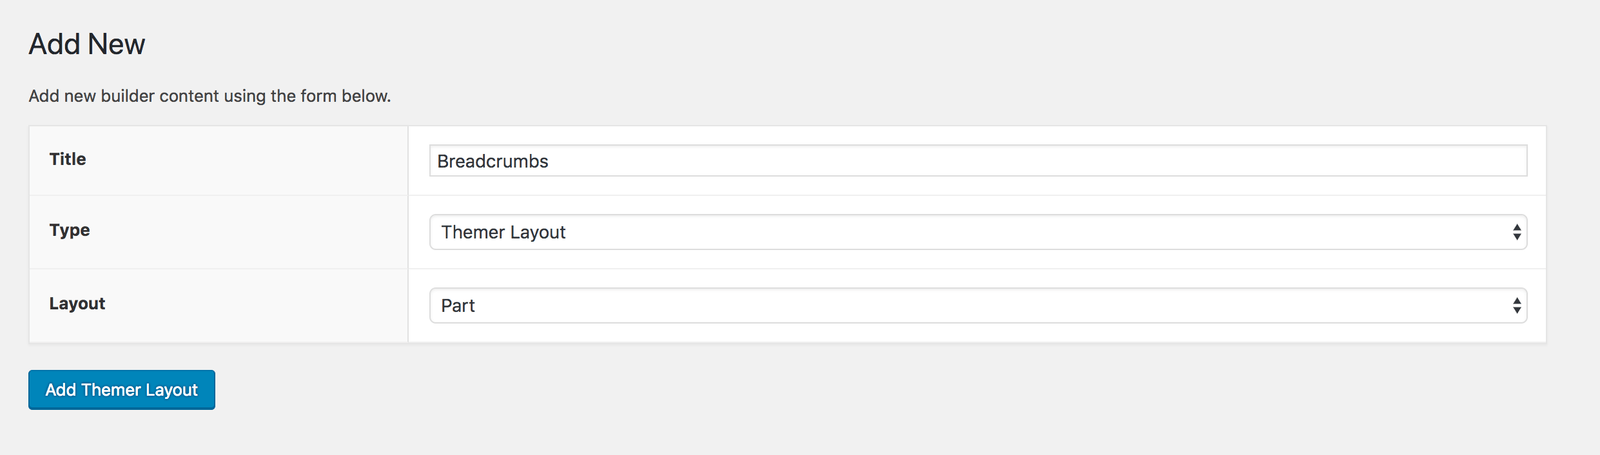 Add New
Add new builder content using the form below.
Title
Breadcrumbs
Type
Themer Layout
Layout
Part
Add Themer Layout